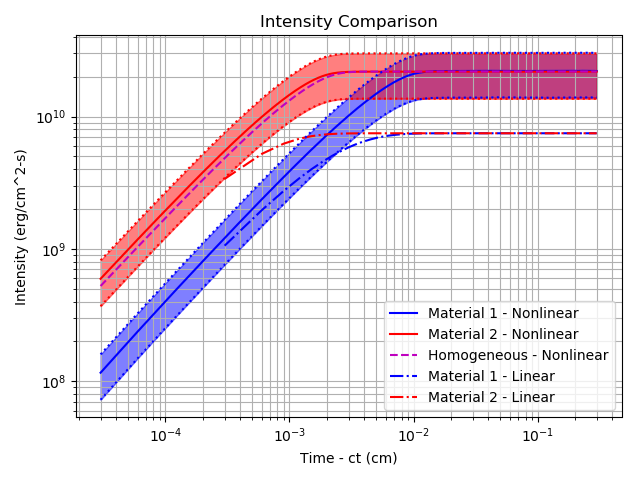 Intensity Comparison
Intensity (erg/cm^2-s)
10^10
10^9
10^8
Material 1 - Nonlinear
Material 2 - Nonlinear
Homogeneous - Nonlinear
Material 1 - Linear
Material 2 - Linear
10^−4 10^−3 10^−2 10^−1
Time - ct (cm)